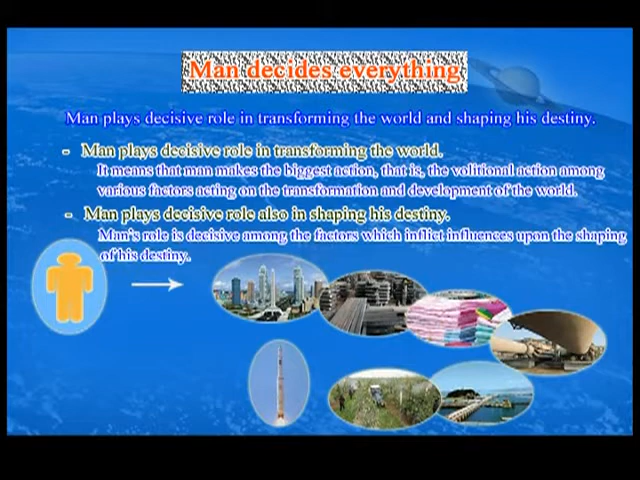 Man decides everything
Man plays decisive role in transforming the world and shaping his destiny.
- Man plays decisive role in transforming the world.
It means that man makes the biggest action, that is, the volitional action among
various factors acting on the transformation and development of the world.
- Man plays decisive role also in shaping his destiny.
Man's role is decisive among the factors which inflict influences upon the shaping
of his destiny.